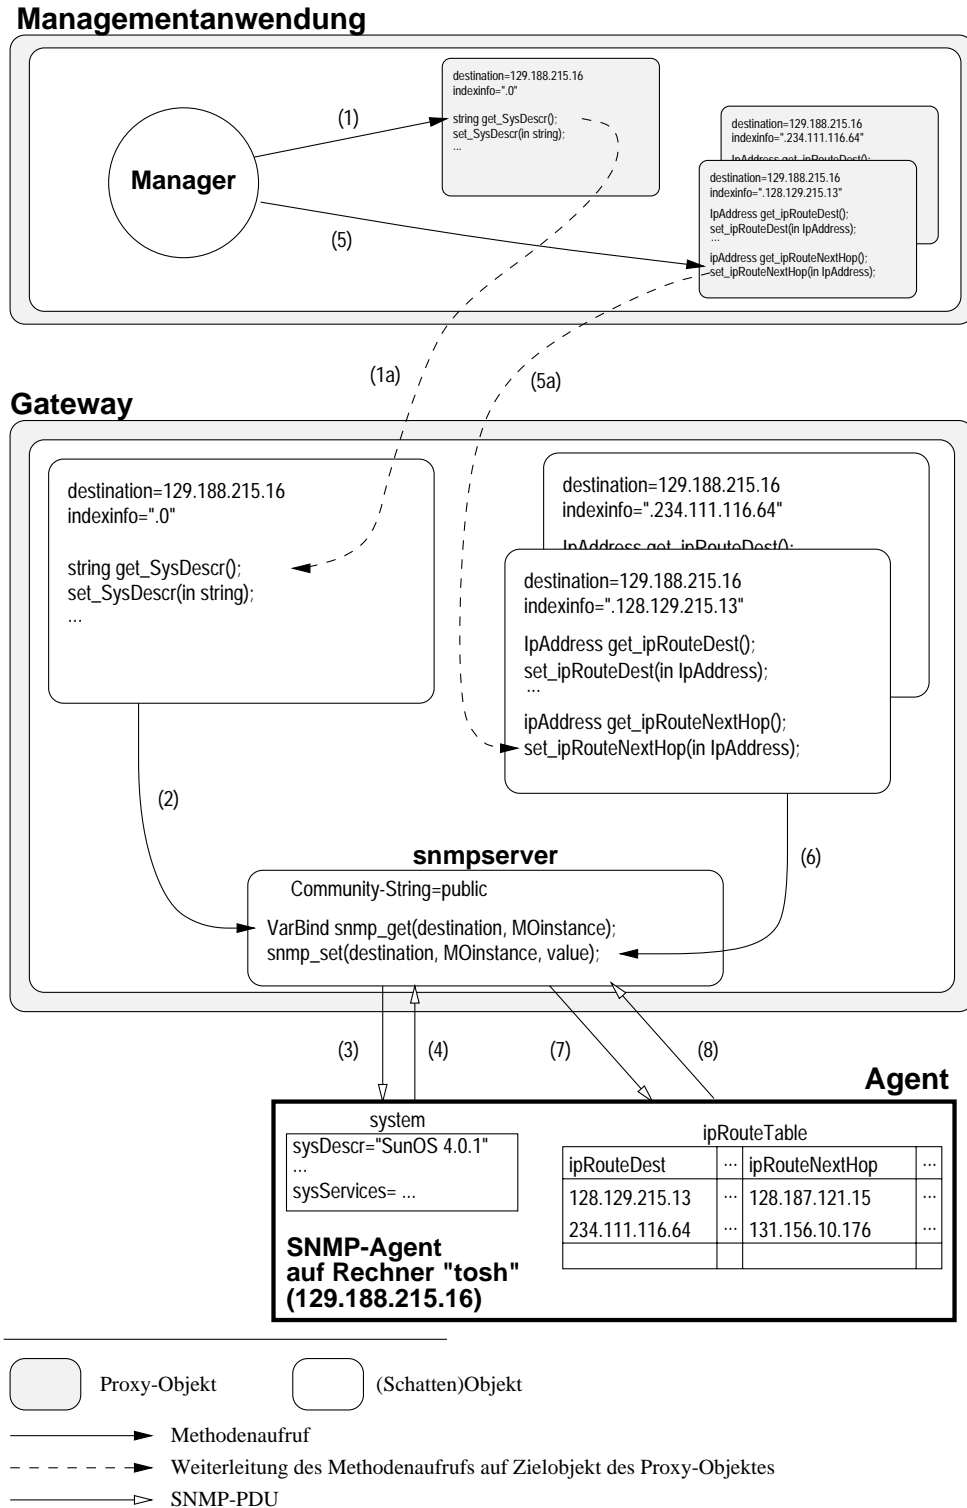 Managementanwendung
Manager
(1)
(5)
destination=129.188.215.16
indexinfo=".0"
string get_SysDescr();
set_SysDescr(in string);
...
destination=129.188.215.16
indexinfo=".234.111.116.64"
IpAddress get_ipRouteDest();
destination=129.188.215.16
indexinfo=".128.129.215.13"
IpAddress get_ipRouteDest();
set_ipRouteDest(in IpAddress);
...
ipAddress get_ipRouteNextHop();
set_ipRouteNextHop(in IpAddress);
(1a)
(5a)
Gateway
destination=129.188.215.16
indexinfo=".0"
string get_SysDescr();
set_SysDescr(in string);
...
destination=129.188.215.16
indexinfo=".234.111.116.64"
IpAddress get_ipRouteDest();
destination=129.188.215.16
indexinfo=".128.129.215.13"
IpAddress get_ipRouteDest();
set_ipRouteDest(in IpAddress);
...
ipAddress get_ipRouteNextHop();
set_ipRouteNextHop(in IpAddress);
(2)
(6)
snmpserver
Community-String=public
VarBind snmp_get(destination, MOinstance);
snmp_set(destination, MOinstance, value);
(3)
(4)
(7)
(8)
Agent
system
sysDescr="SunOS 4.0.1"
...
sysServices= ...
ipRouteTable
ipRouteDest ... ipRouteNextHop ...
128.129.215.13 ... 128.187.121.15 ...
234.111.116.64 ... 131.156.10.176 ...
SNMP-Agent
auf Rechner "tosh"
(129.188.215.16)
Proxy-Objekt
(Schatten)Objekt
Methodenaufruf
Weiterleitung des Methodenaufrufs auf Zielobjekt des Proxy-Objektes
SNMP-PDU